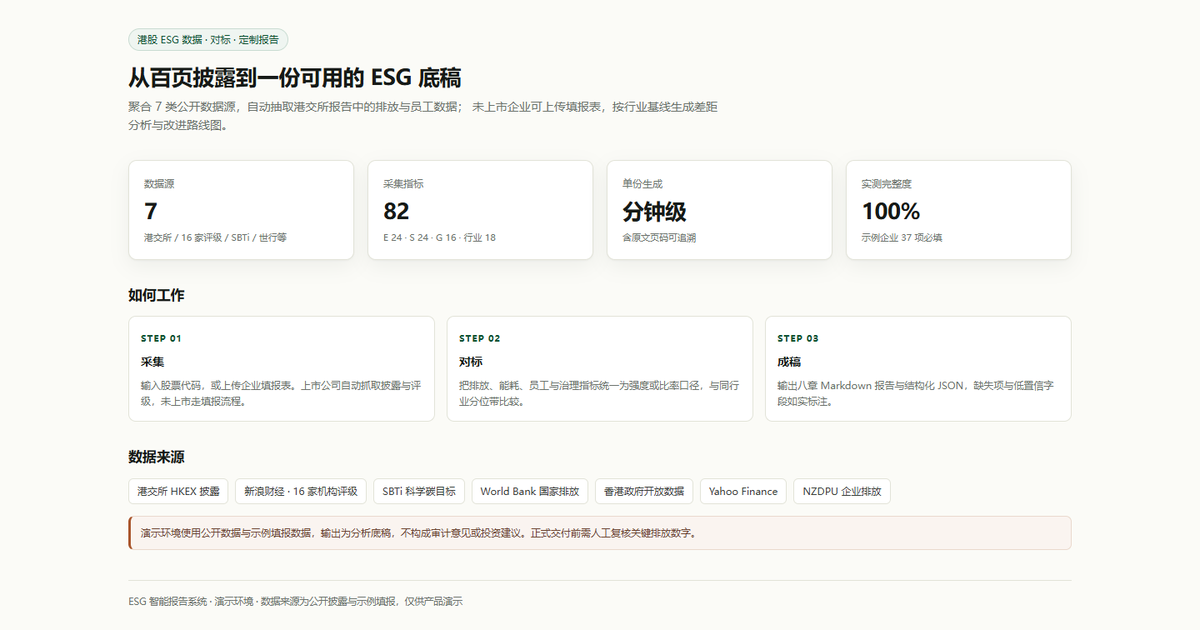 港股 ESG 数据 · 对标 · 定制报告
从百页披露到一份可用的 ESG 底稿
聚合 7 类公开数据源，自动抽取港交所报告中的排放与员工数据； 未上市企业可上传填报表，按行业基线生成差距
分析与改进路线图。
数据源
7
港交所 / 16 家评级 / SBTi / 世行等
采集指标
82
E 24 · S 24 · G 16 · 行业 18
单份生成
分钟级
含原文页码可追溯
实测完整度
100%
示例企业 37 项必填
如何工作
STEP 01
采集
输入股票代码，或上传企业填报表。上市公司自动抓取披露与评
级，未上市走填报流程。
STEP 02
对标
把排放、能耗、员工与治理指标统一为强度或比率口径，与同行
业分位带比较。
STEP 03
成稿
输出八章 Markdown 报告与结构化 JSON，缺失项与低置信字
段如实标注。
数据来源
港交所 HKEX 披露
新浪财经 · 16 家机构评级
SBTi 科学碳目标
World Bank 国家排放
香港政府开放数据
Yahoo Finance
NZDPU 企业排放
演示环境使用公开数据与示例填报数据，输出为分析底稿，不构成审计意见或投资建议。正式交付前需人工复核关键排放数字。
ESG 智能报告系统 · 演示环境 · 数据来源为公开披露与示例填报，仅供产品演示